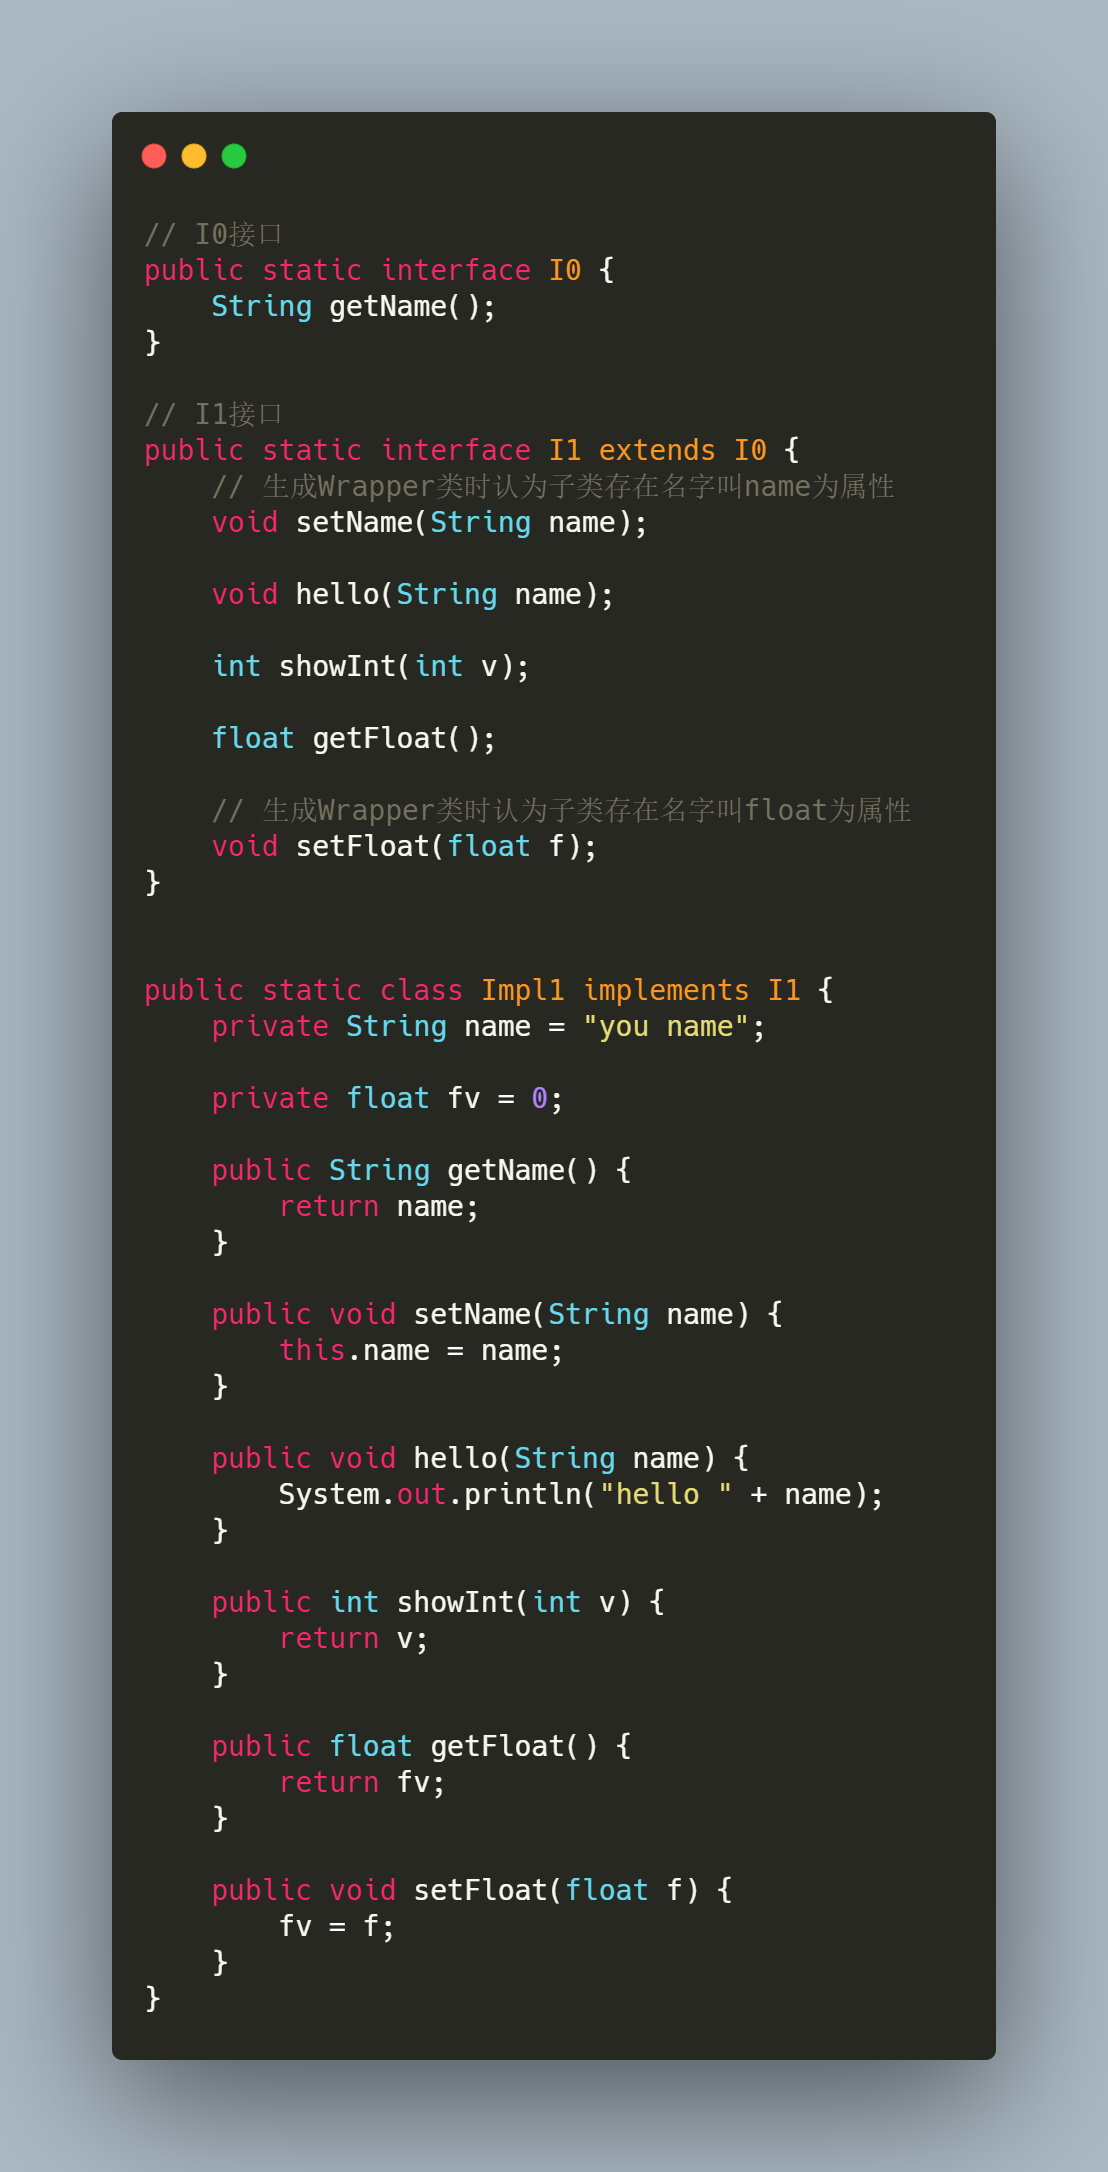 // I0接口
public static interface I0 {
    String getName();
}

// I1接口
public static interface I1 extends I0 {
    // 生成Wrapper类时认为子类存在名字叫name为属性
    void setName(String name);

    void hello(String name);

    int showInt(int v);

    float getFloat();

    // 生成Wrapper类时认为子类存在名字叫float为属性
    void setFloat(float f);
}


public static class Impl1 implements I1 {
    private String name = "you name";

    private float fv = 0;

    public String getName() {
        return name;
    }

    public void setName(String name) {
        this.name = name;
    }

    public void hello(String name) {
        System.out.println("hello " + name);
    }

    public int showInt(int v) {
        return v;
    }

    public float getFloat() {
        return fv;
    }

    public void setFloat(float f) {
        fv = f;
    }
}